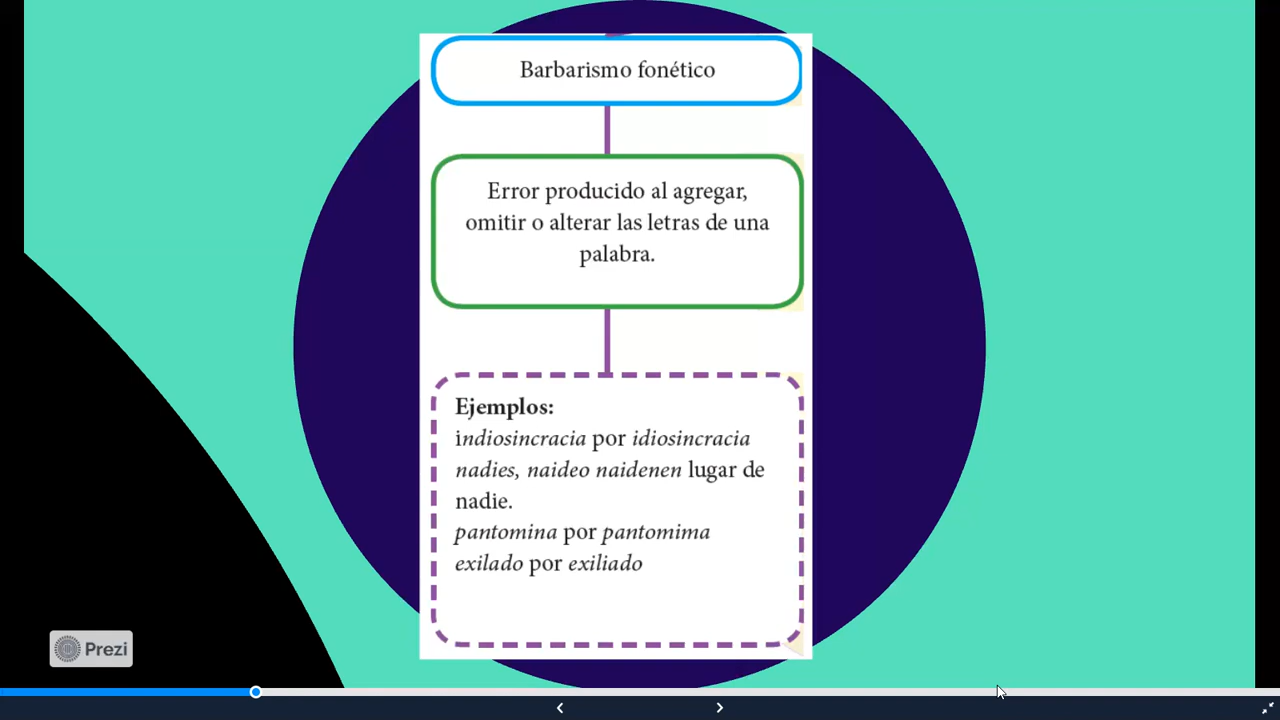 Barbarismo fonético
Error producido al agregar,
omitir o alterar las letras de una
palabra.
Ejemplos:
indiosincracia por idiosincracia
nadies, naideo naidenen lugar de
nadie.
pantomina por pantomima
exilado por exiliado
Prezi